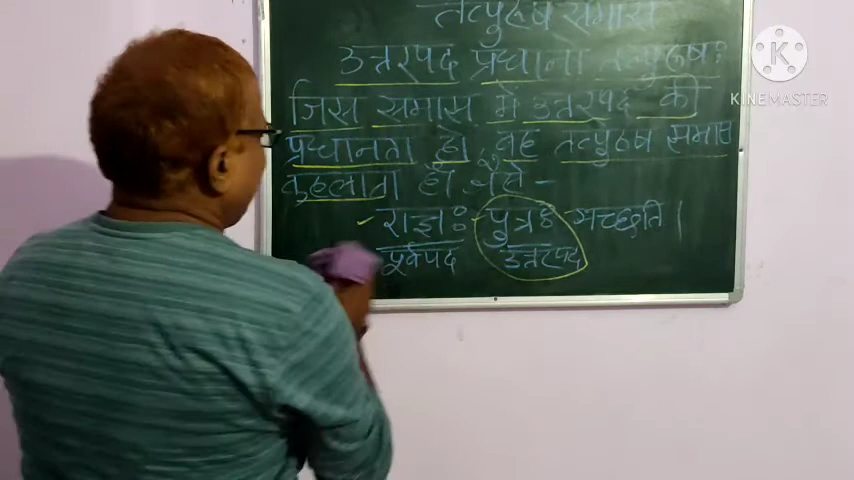 तत्पुरुष समास
उत्तरपद प्रधानो तत्पुरुषः
जिस समास में उत्तरपद की
प्रधानता हो, वह तत्पुरुष समास
कहलाता है जैसे -
राज्ञः पुत्रः गच्छति |
पूर्वपद उत्तरपद
KINEMASTER